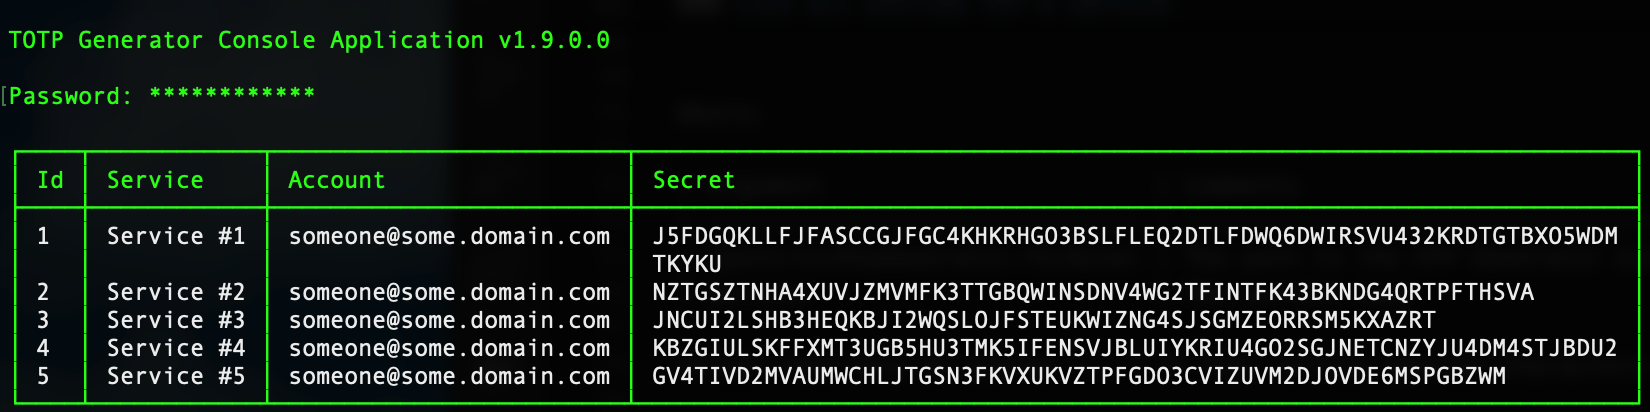 TOTP Generator Console Application v1.9.0.0
[Password: ************
Id Service Account Secret
1 Service #1 someone@some.domain.com J5FDGQKLLFJFASCCGJFGC4KHKRHGO3BSLFLEQ2DTLFDWQ6DWIRSVU432KRDTGTBXO5WDM
TKYKU
2 Service #2 someone@some.domain.com NZTGSZTNHA4XUVJZMVMFK3TTGBQWINSDNV4WG2TFINTFK43BKNDG4QRTPFTHSVA
3 Service #3 someone@some.domain.com JNCUI2LSHB3HEQKBJI2WQSLOJFSTEUKWIZNG4SJSGMZEORRSM5KXAZRT
4 Service #4 someone@some.domain.com KBZGIULSKFFXMT3UGB5HU3TMK5IFENSVJBLUIYKRIU4GO2SGJNETCNZYJU4DM4STJBDU2
5 Service #5 someone@some.domain.com GV4TIVD2MVAUMWCHLJTGSN3FKVXUKVZTPFGDO3CVIZUVM2DJOVDE6MSPGBZWM